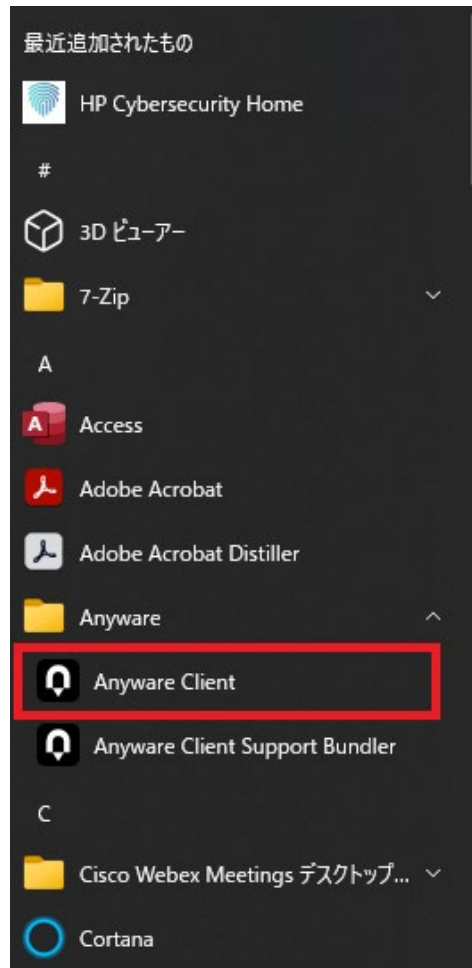 最近追加されたもの
HP Cybersecurity Home
#
3D ビューアー
7-Zip
A
Access
Adobe Acrobat
Adobe Acrobat Distiller
Anyware
Anyware Client
Anyware Client Support Bundler
C
Cisco Webex Meetings デスクトップ...
Cortana